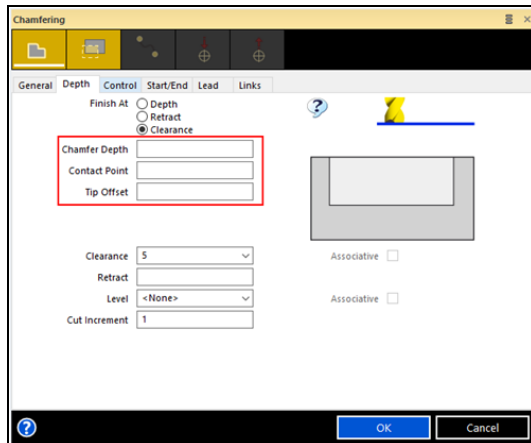 Chamfering
General Depth Control Start/End Lead Links
Finish At Depth
Retract
Clearance
Chamfer Depth
Contact Point
Tip Offset
Clearance 5 Associative
Retract
Level <None> Associative
Cut Increment 1
OK Cancel